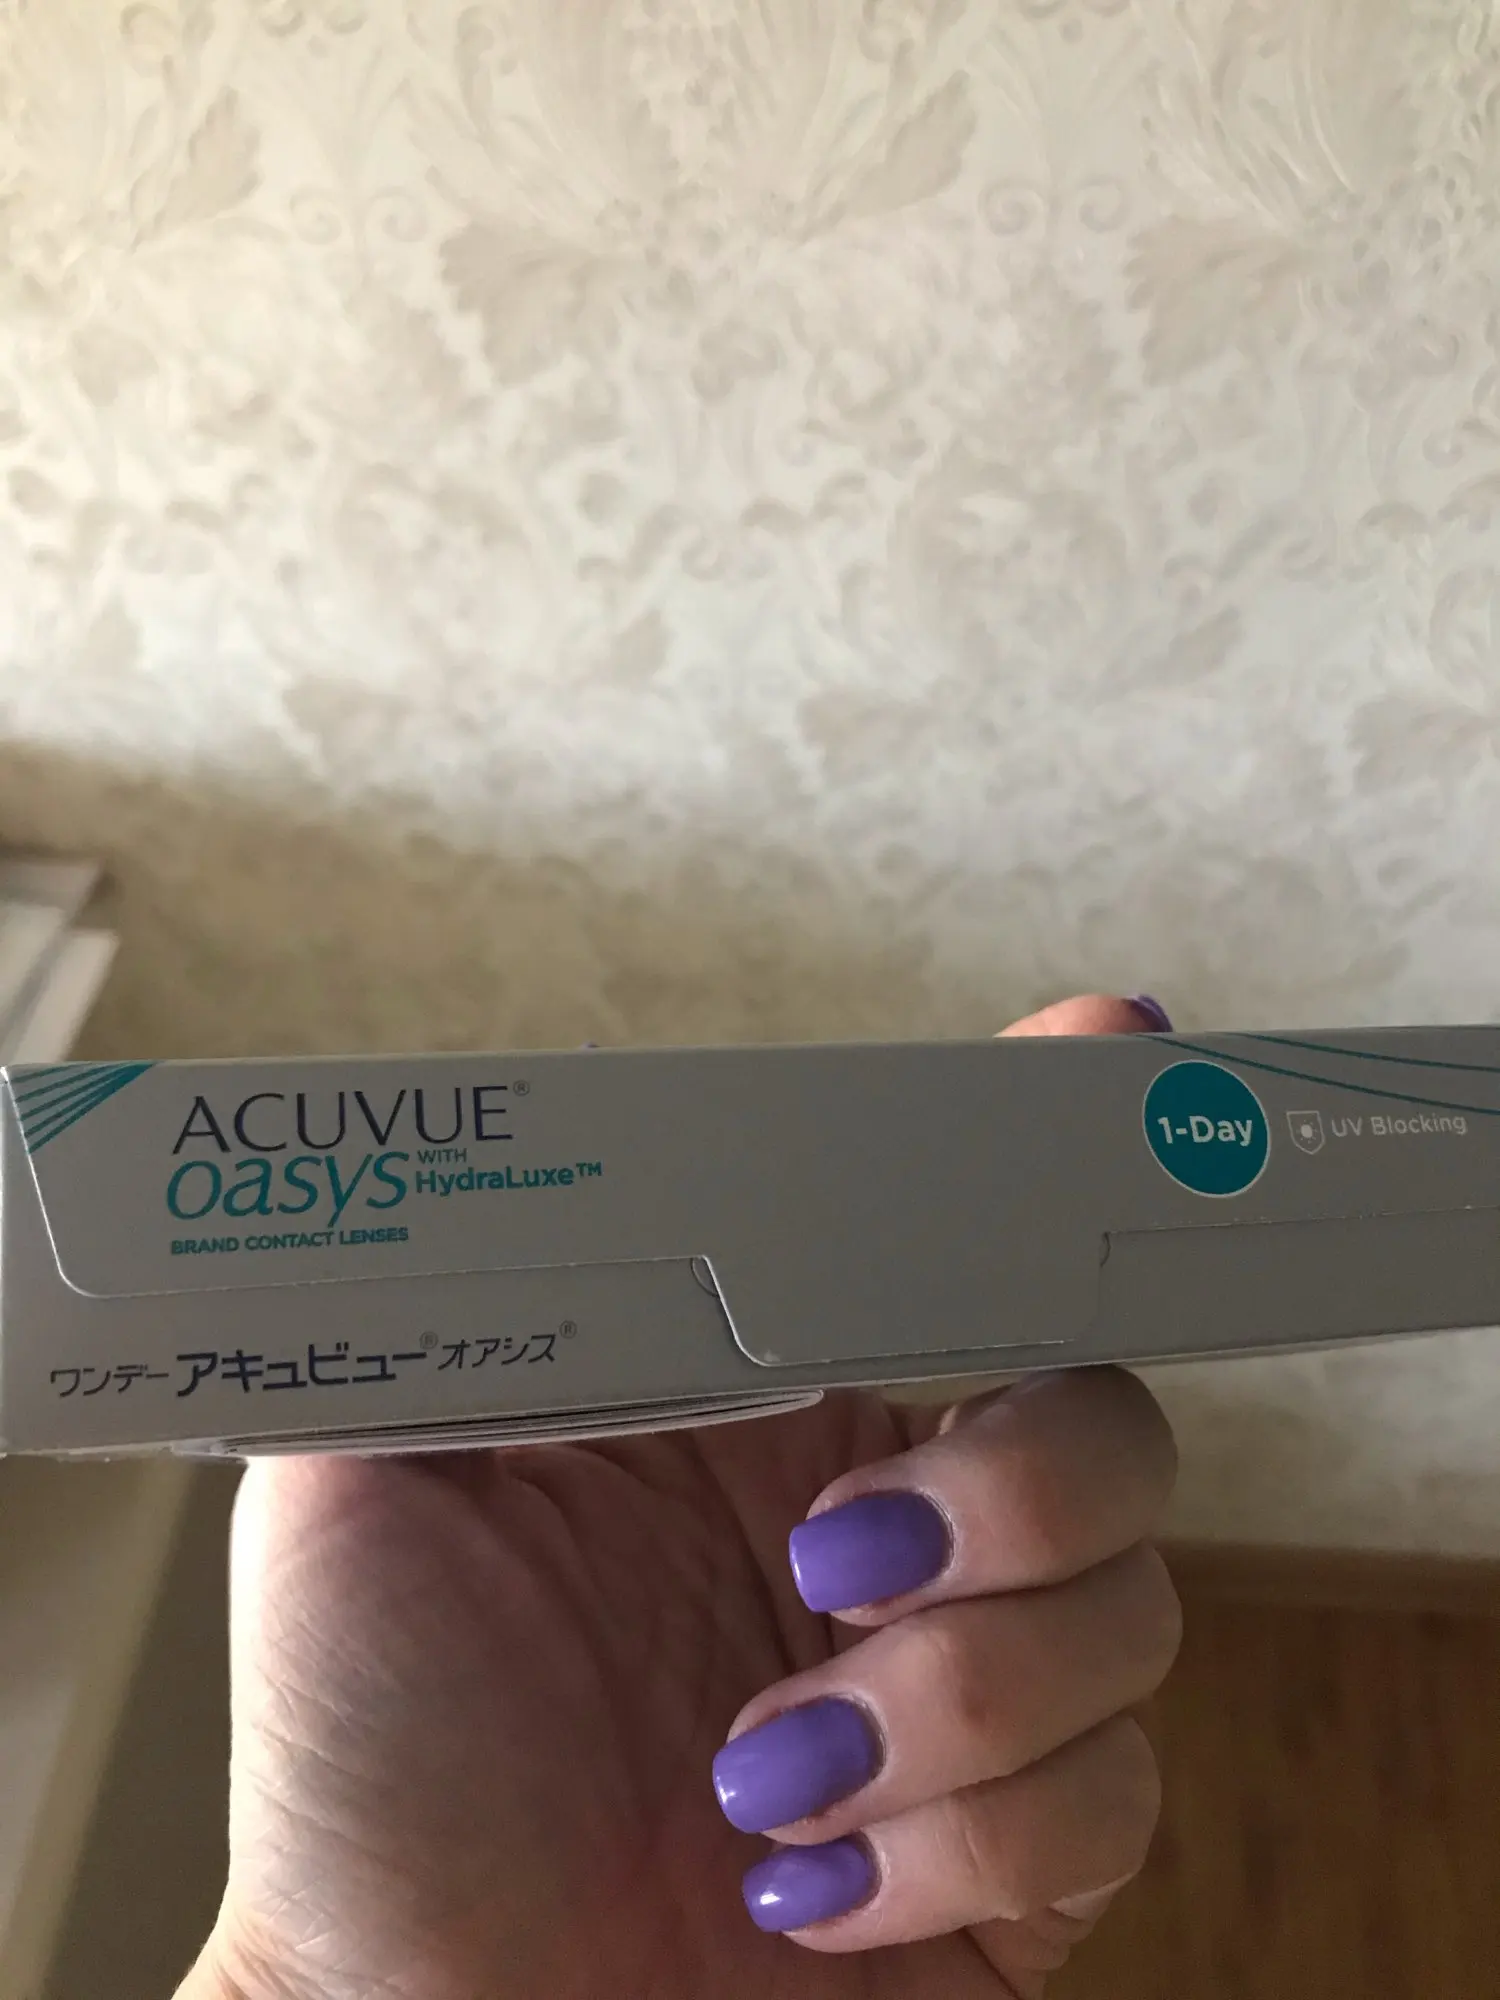 ACUVUE®
oasys WITH HydraLuxe™
BRAND CONTACT LENSES
1-Day
UV Blocking
ワンデー アキュビュー® オアシス®